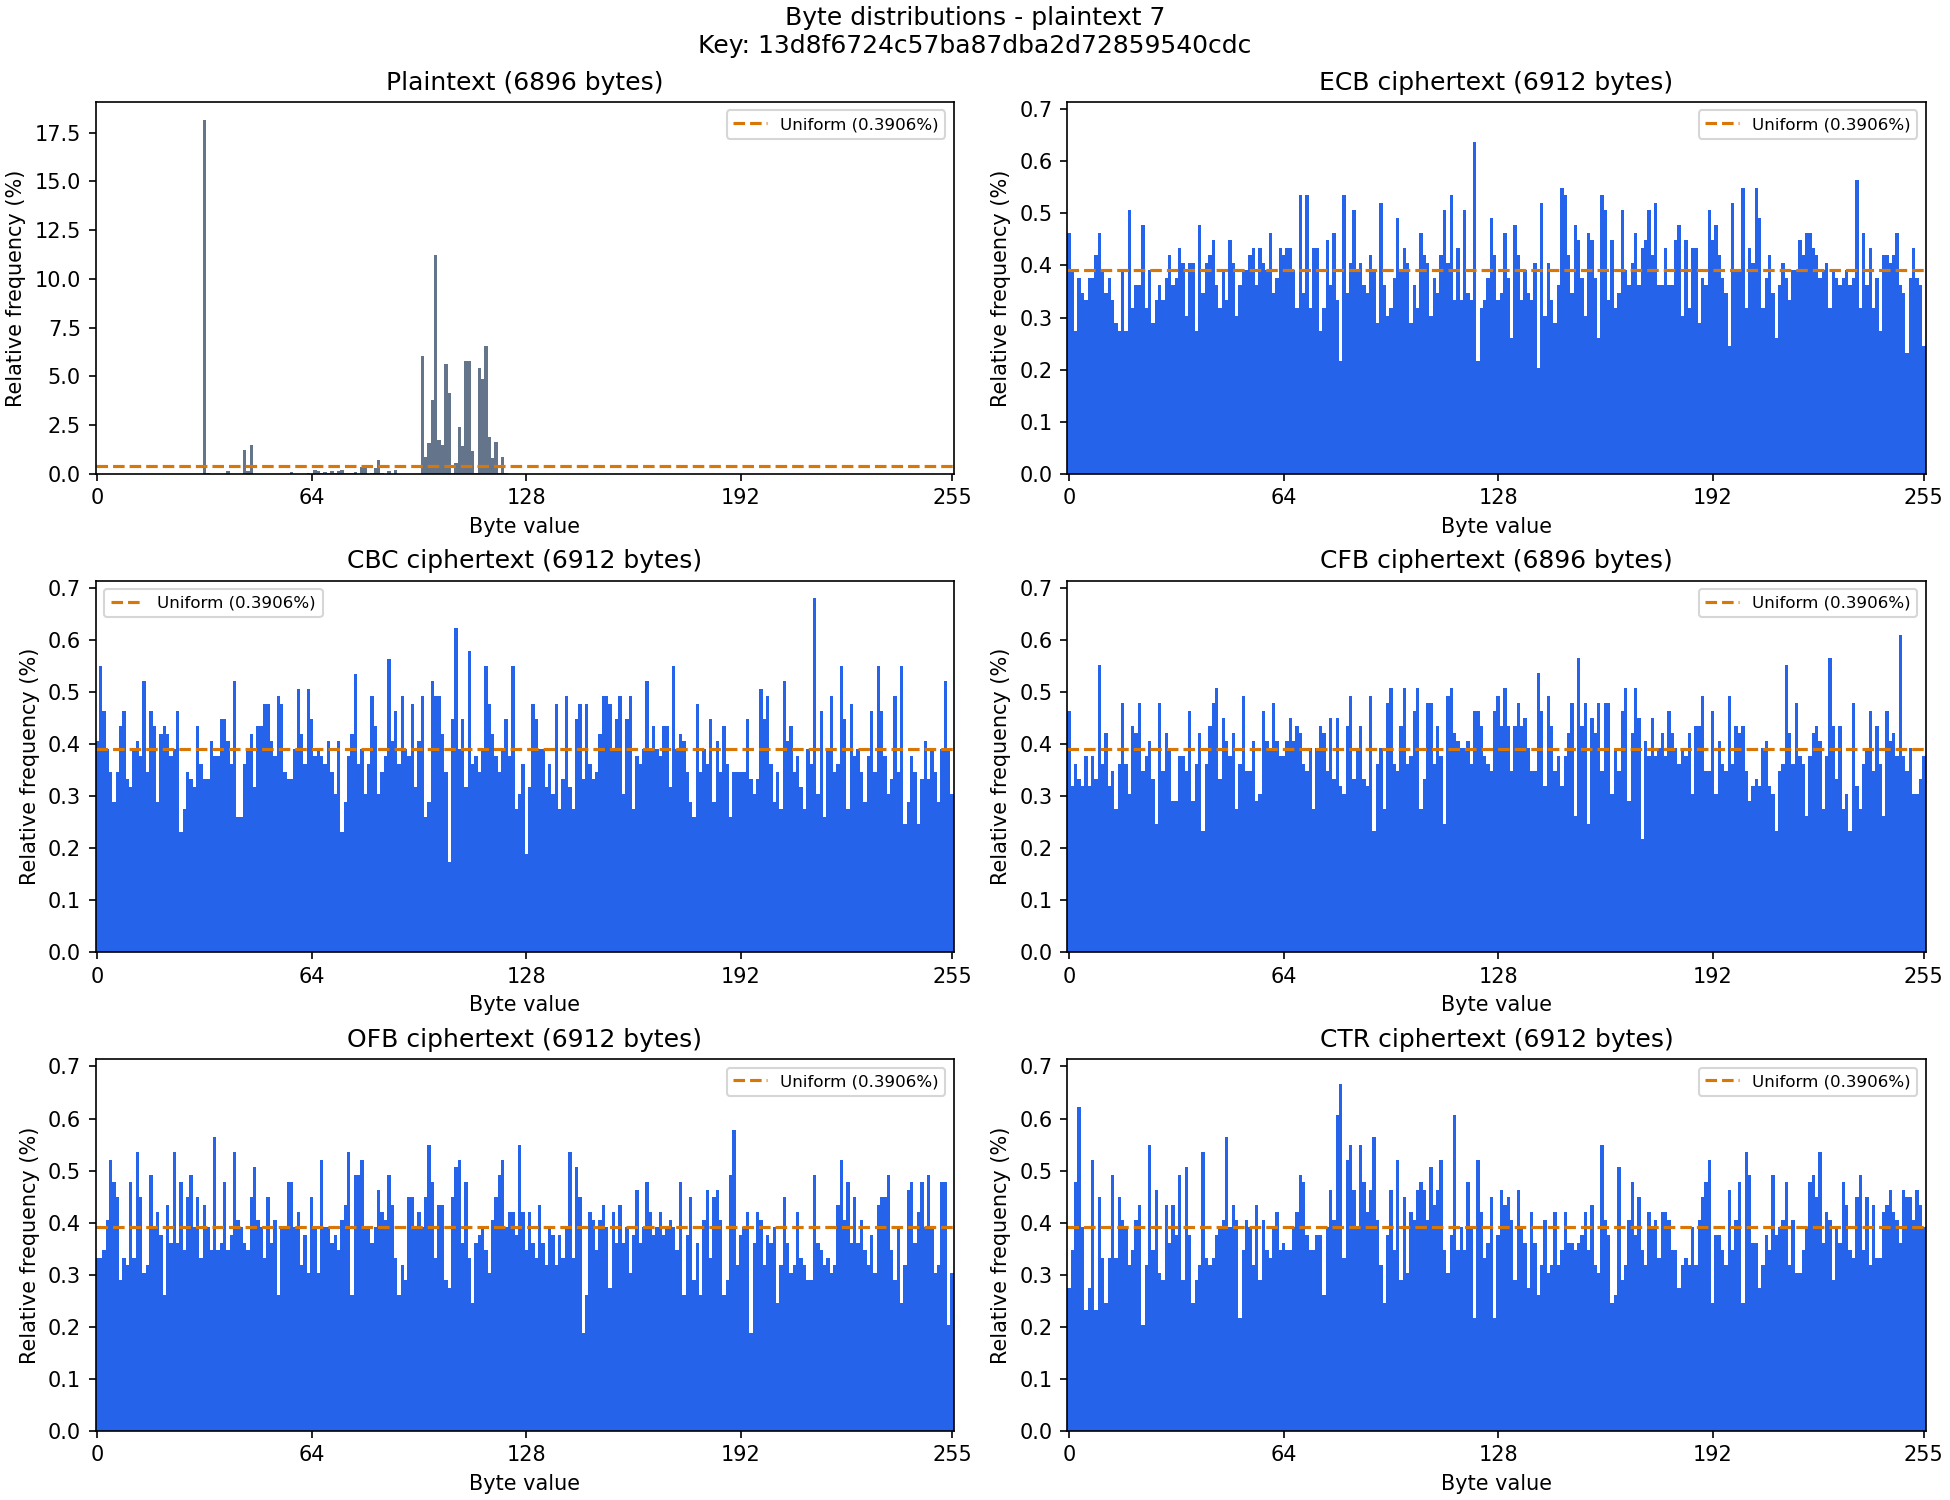 Byte distributions - plaintext 7
Key: 13d8f6724c57ba87dba2d72859540cdc
Plaintext (6896 bytes)
Relative frequency (%)
17.5
15.0
12.5
10.0
7.5
5.0
2.5
0.0
Uniform (0.3906%)
0 64 128 192 255
Byte value
ECB ciphertext (6912 bytes)
Relative frequency (%)
0.7
0.6
0.5
0.4
0.3
0.2
0.1
0.0
Uniform (0.3906%)
0 64 128 192 255
Byte value
CBC ciphertext (6912 bytes)
Relative frequency (%)
0.7
0.6
0.5
0.4
0.3
0.2
0.1
0.0
Uniform (0.3906%)
0 64 128 192 255
Byte value
CFB ciphertext (6896 bytes)
Relative frequency (%)
0.7
0.6
0.5
0.4
0.3
0.2
0.1
0.0
Uniform (0.3906%)
0 64 128 192 255
Byte value
OFB ciphertext (6912 bytes)
Relative frequency (%)
0.7
0.6
0.5
0.4
0.3
0.2
0.1
0.0
Uniform (0.3906%)
0 64 128 192 255
Byte value
CTR ciphertext (6912 bytes)
Relative frequency (%)
0.7
0.6
0.5
0.4
0.3
0.2
0.1
0.0
Uniform (0.3906%)
0 64 128 192 255
Byte value